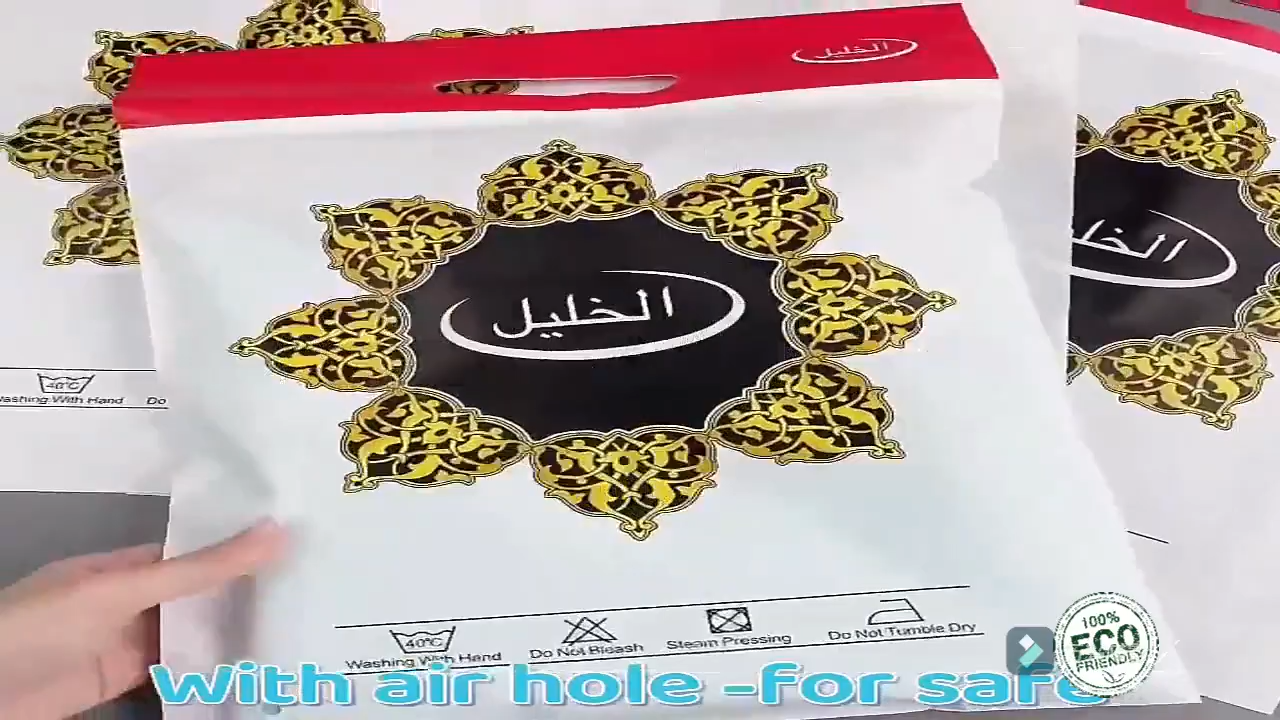 الخليل
الخليل
الخليل
40°C
Washing With Hand Do
40°C
Washing With Hand
Do Not Bleash
Steam Pressing
Do Not Tumble Dry
100%
ECO
FRIENDLY
With air hole -for safe